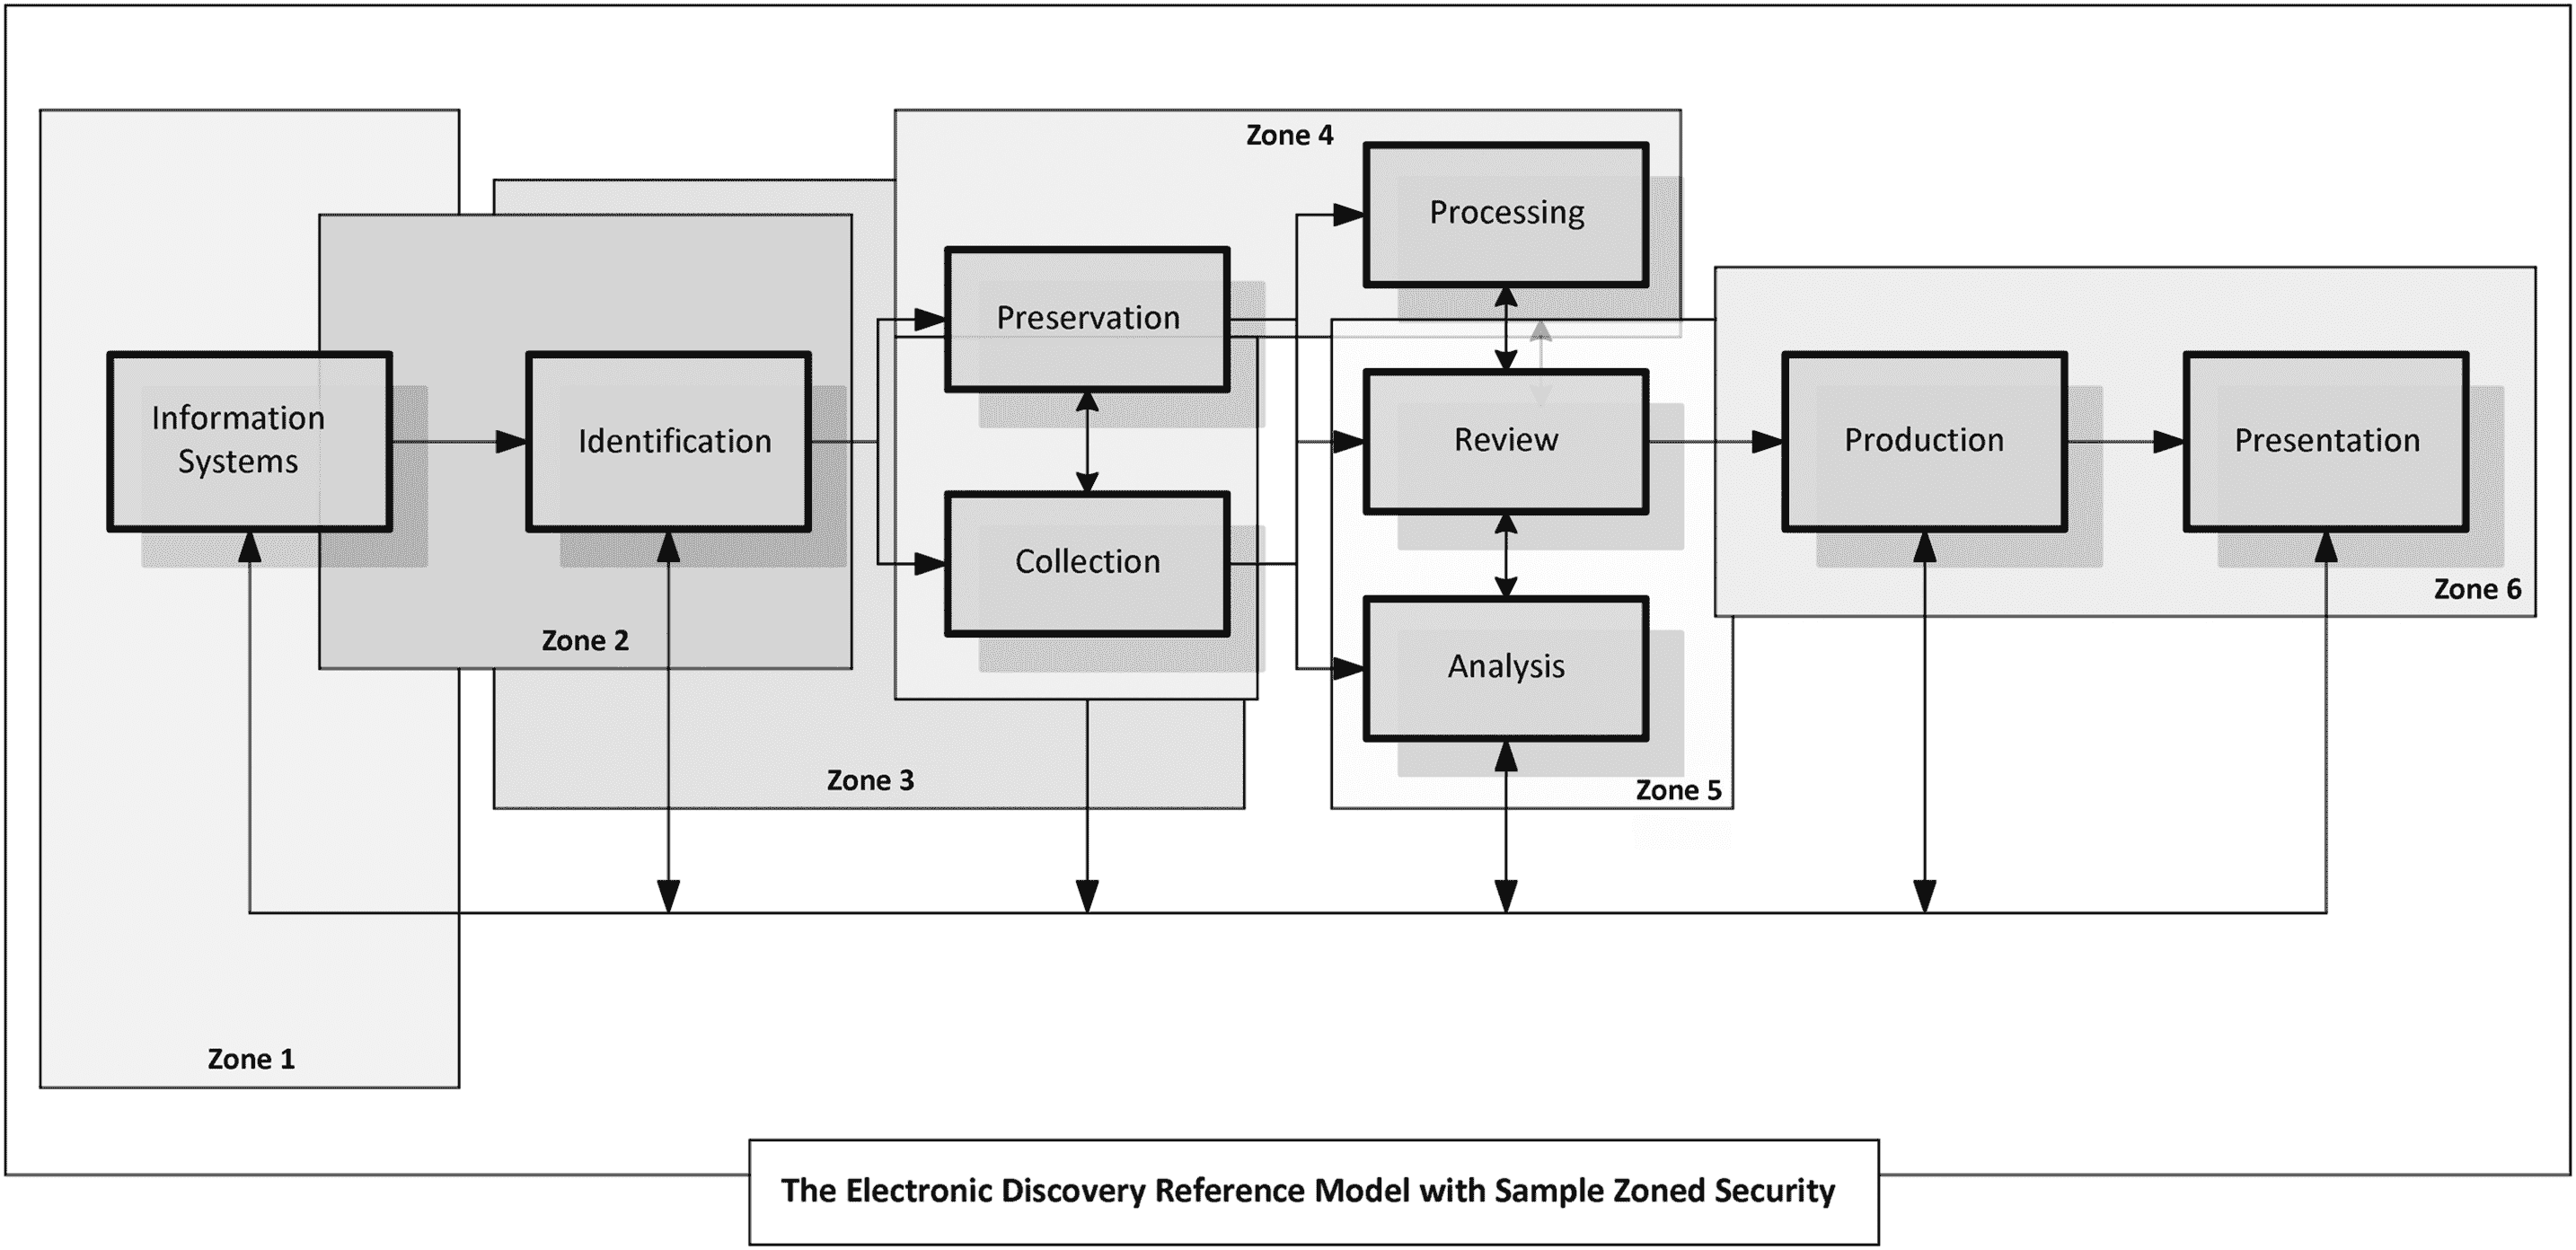 Zone 4
Processing
Preservation
Information
Systems
Identification
Review
Production
Presentation
Collection
Zone 6
Zone 2
Analysis
Zone 3
Zone 5
Zone 1
The Electronic Discovery Reference Model with Sample Zoned Security